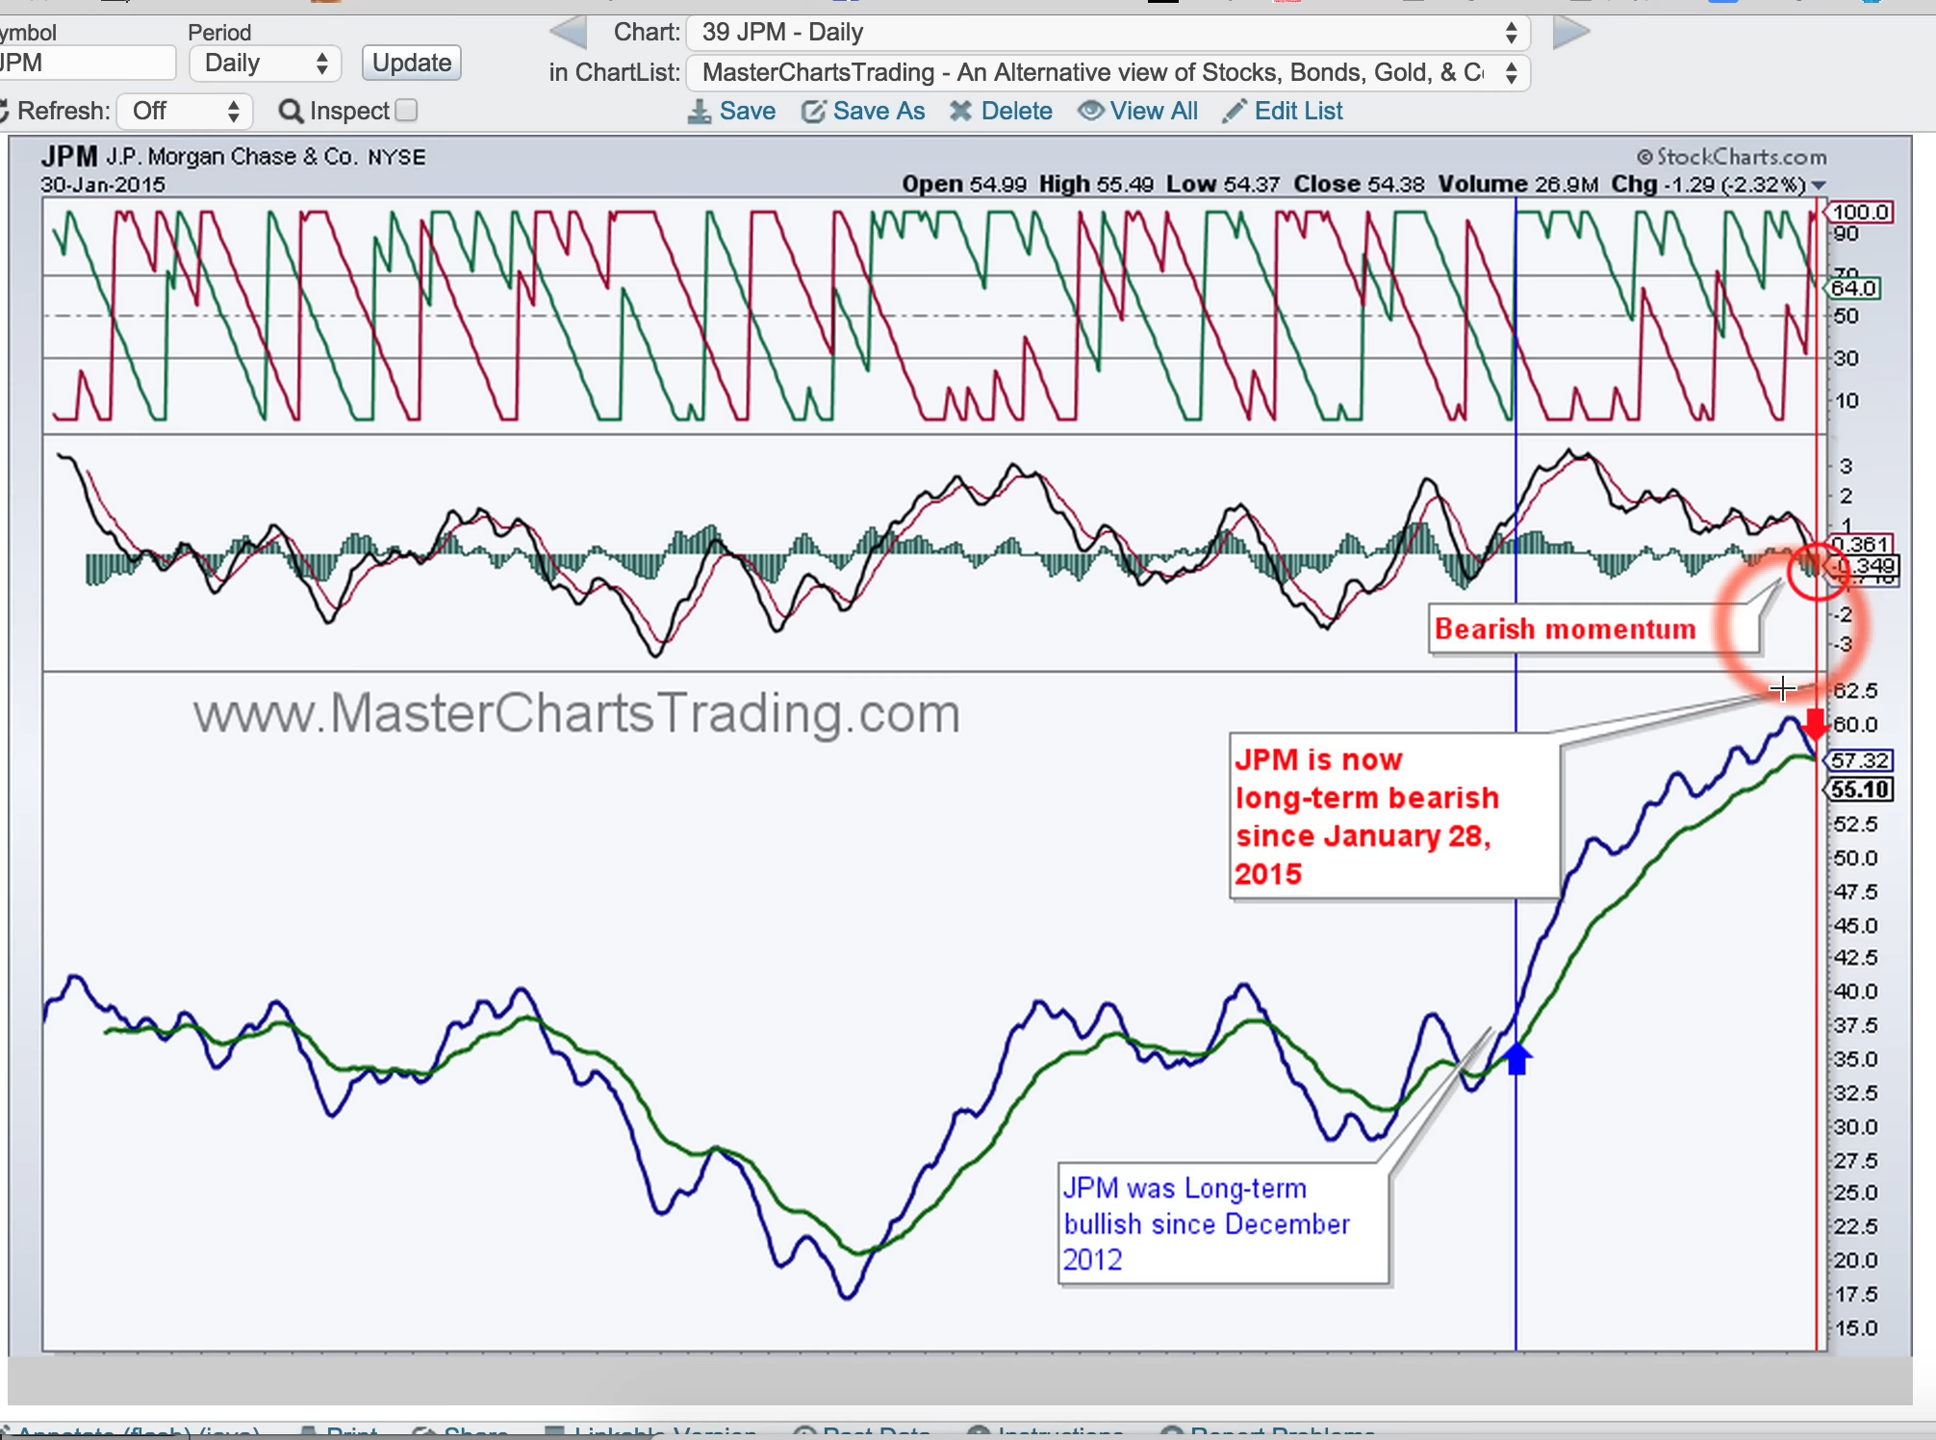 Period
Chart:
39 JPM - Daily
JPM
Daily
Update
in ChartList:
MasterChartsTrading - An Alternative view of Stocks, Bonds, Gold, &
Refresh:
Off
Inspect
Save
Save As
Delete
View All
Edit List
JPM J.P. Morgan Chase & Co. NYSE
© StockCharts.com
30-Jan-2015
Open 54.99 High 55.49 Low 54.37 Close 54.38 Volume 26.9M Chg -1.29 (-2.32%)
100.0
90
70
64.0
50
30
10
3
2
1
0.361
-0.349
-2
-3
Bearish momentum
www.MasterChartsTrading.com
62.5
60.0
57.32
55.10
52.5
50.0
47.5
45.0
42.5
40.0
37.5
35.0
32.5
30.0
27.5
25.0
22.5
20.0
17.5
15.0
JPM is now
long-term bearish
since January 28,
2015
JPM was Long-term
bullish since December
2012